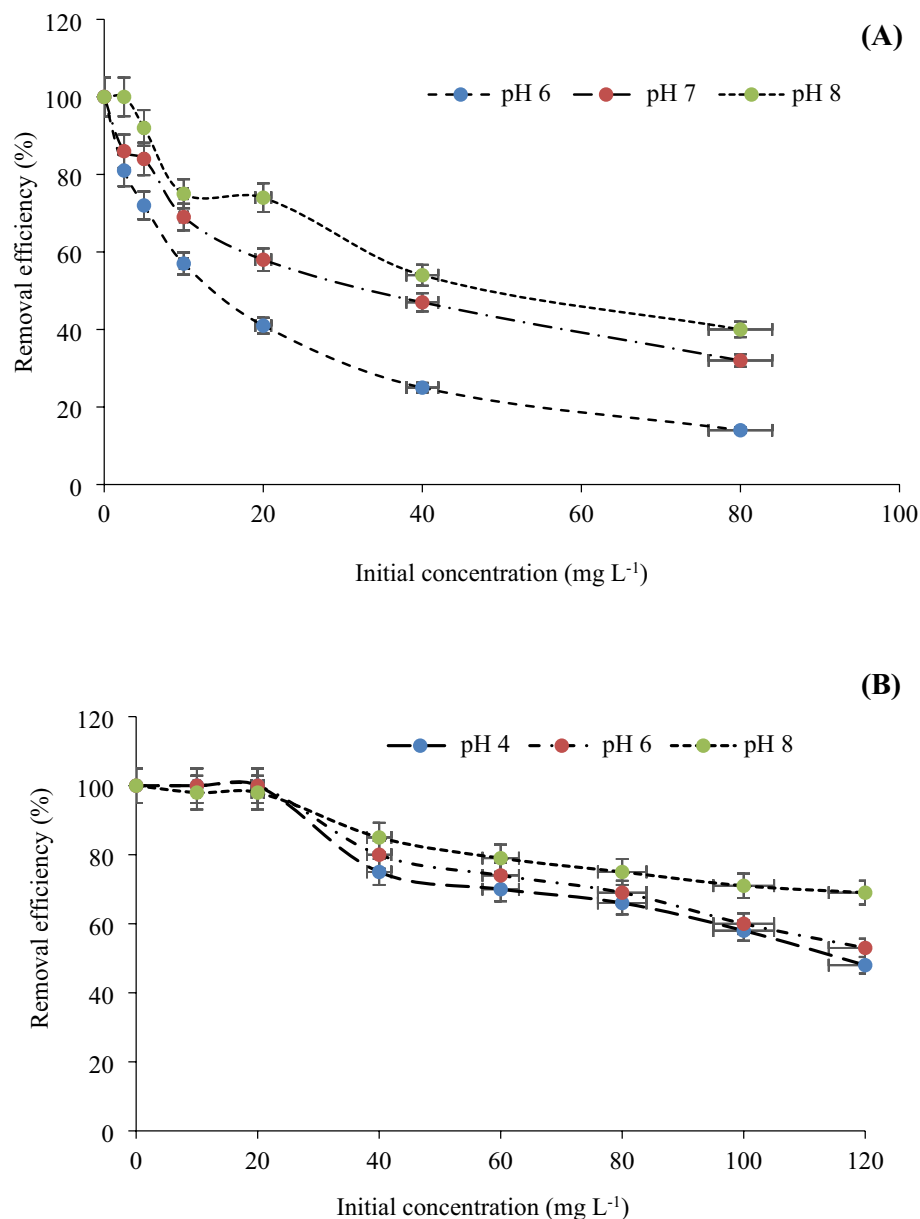 (A)
pH 6 pH 7 pH 8
120
100
80
60
40
20
0
Removal efficiency (%)
0 20 40 60 80 100
Initial concentration (mg L⁻¹)
(B)
pH 4 pH 6 pH 8
120
100
80
60
40
20
0
Removal efficiency (%)
0 20 40 60 80 100 120
Initial concentration (mg L⁻¹)